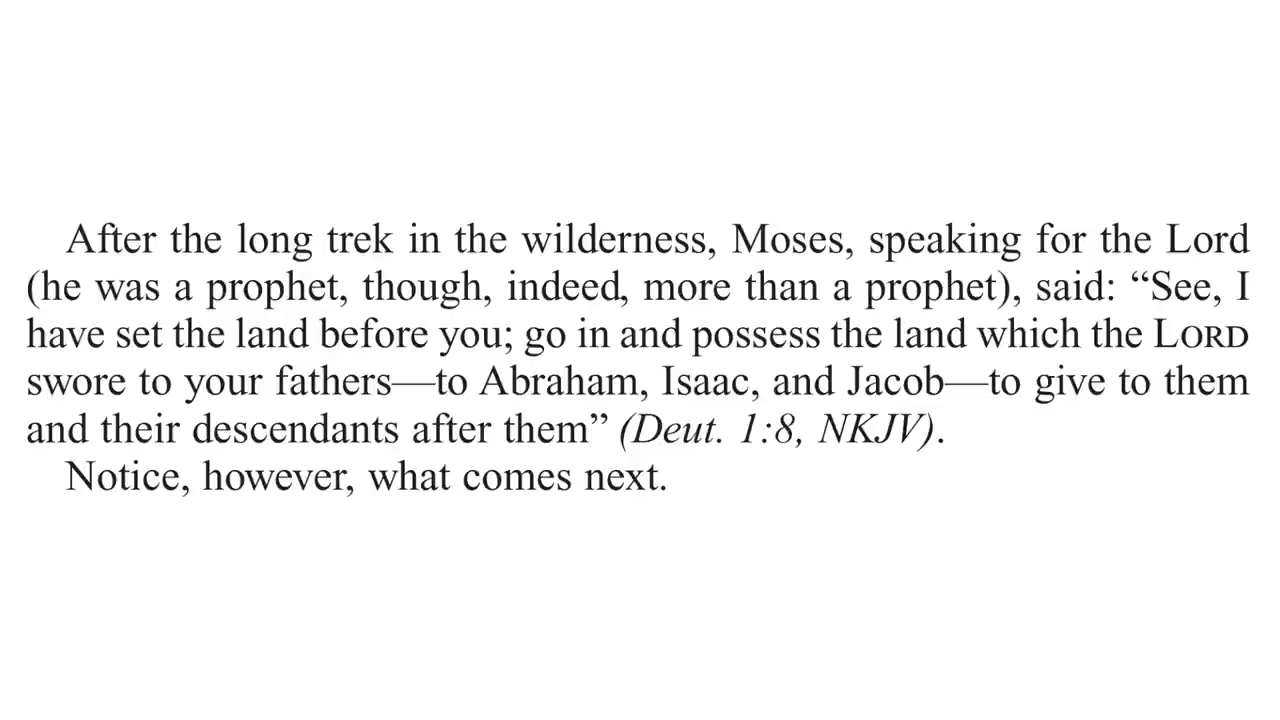 After the long trek in the wilderness, Moses, speaking for the Lord
(he was a prophet, though, indeed, more than a prophet), said: “See, I
have set the land before you; go in and possess the land which the LORD
swore to your fathers—to Abraham, Isaac, and Jacob—to give to them
and their descendants after them” (Deut. 1:8, NKJV).
Notice, however, what comes next.